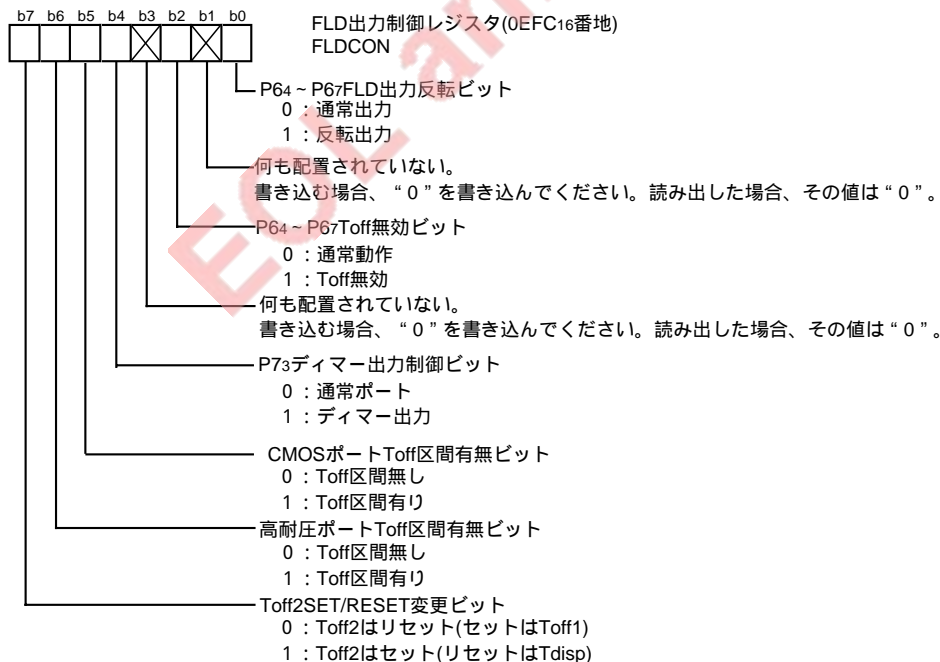 b7 b6 b5 b4 b3 b2 b1 b0
FLD出力制御レジスタ(0EFC16番地)
FLDCON
P64～P67FLD出力反転ビット
0：通常出力
1：反転出力
何も配置されていない。
書き込む場合、“0”を書き込んでください。読み出した場合、その値は“0”。
P64～P67Toff無効ビット
0：通常動作
1：Toff無効
何も配置されていない。
書き込む場合、“0”を書き込んでください。読み出した場合、その値は“0”。
P73ディマー出力制御ビット
0：通常ポート
1：ディマー出力
CMOSポートToff区間有無ビット
0：Toff区間無し
1：Toff区間有り
高耐圧ポートToff区間有無ビット
0：Toff区間無し
1：Toff区間有り
Toff2SET/RESET変更ビット
0：Toff2はリセット(セットはToff1)
1：Toff2はセット(リセットはTdisp)
EOL an